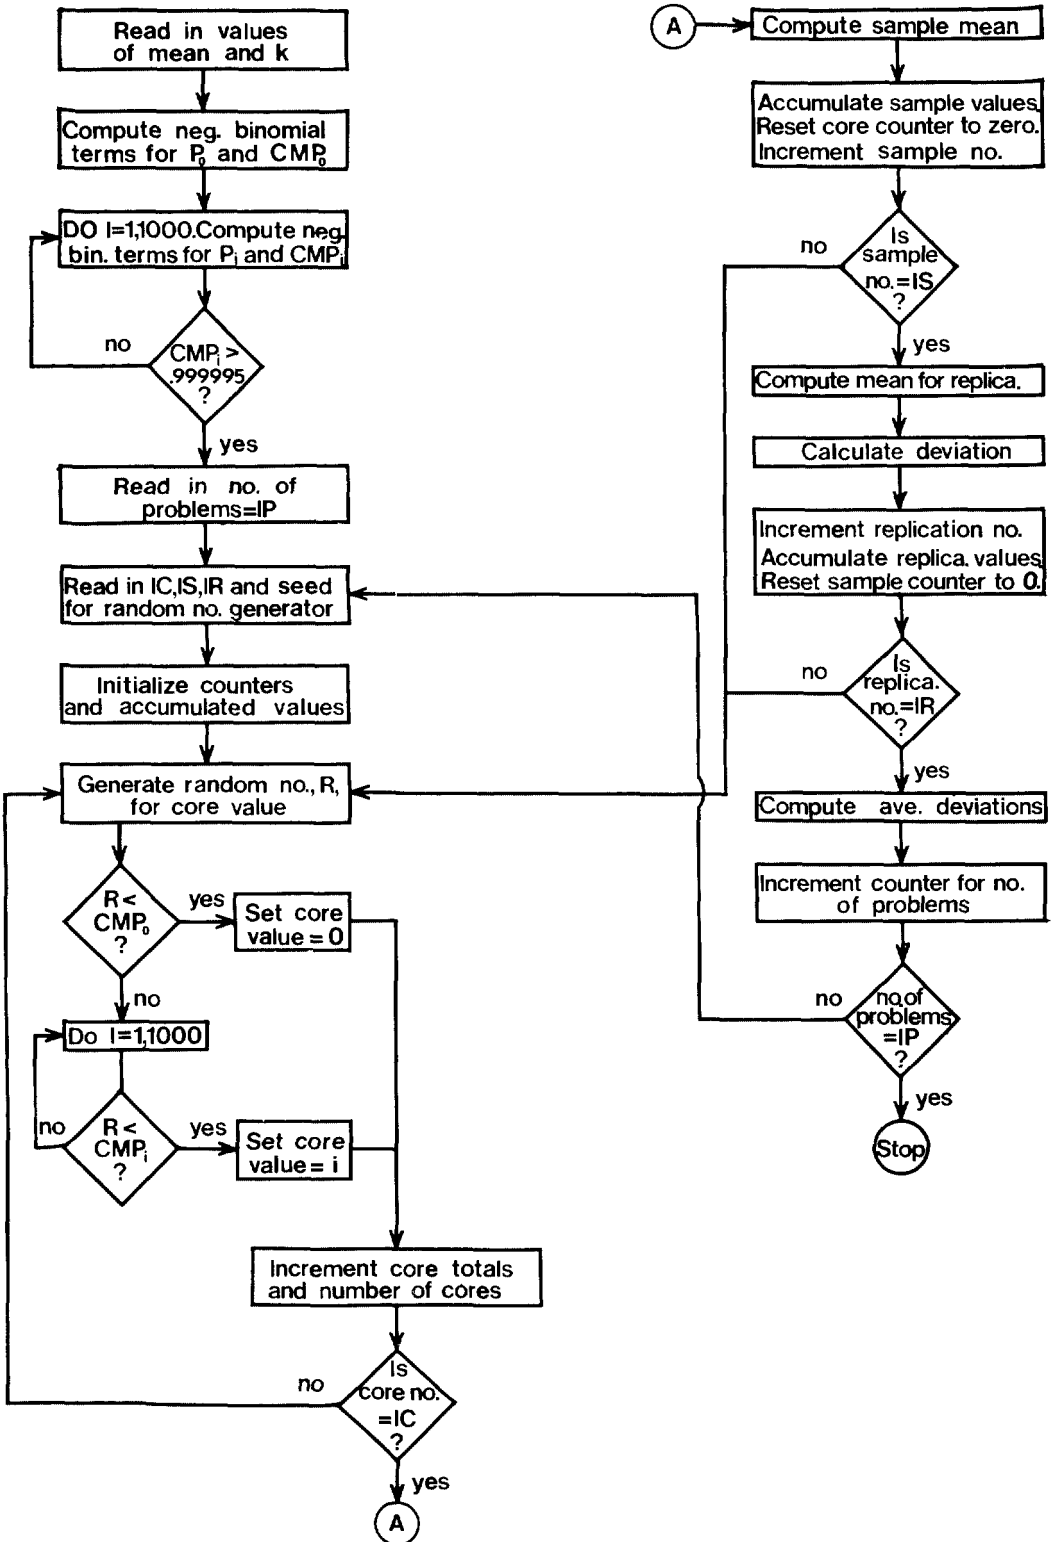 Read in values
of mean and k
Compute neg. binomial
terms for P₀ and CMP₀
DO I=1,1000.Compute neg.
bin. terms for Pᵢ and CMPᵢ
no
CMPᵢ >
.999995
?
yes
Read in no. of
problems=IP
Read in IC,IS,IR and seed
for random no. generator
Initialize counters
and accumulated values
Generate random no., R,
for core value
R <
CMP₀
?
yes
Set core
value = 0
no
Do I=1,1000
no
R <
CMPᵢ
?
yes
Set core
value = i
Increment core totals
and number of cores
no
Is
core no.
=IC
?
yes
A
A
Compute sample mean
Accumulate sample values.
Reset core counter to zero.
Increment sample no.
no
Is
sample
no.=IS
?
yes
Compute mean for replica.
Calculate deviation
Increment replication no.
Accumulate replica. values.
Reset sample counter to 0.
no
Is
replica.
no.=IR
?
yes
Compute ave. deviations
Increment counter for no.
of problems
no
no.of
problems
=IP
?
yes
Stop